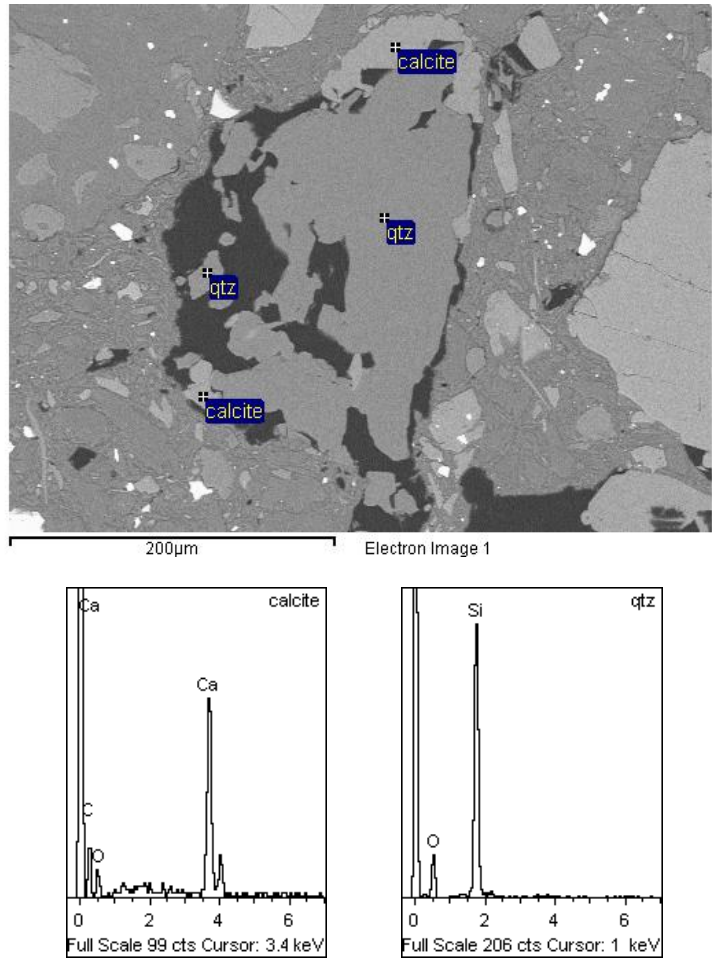 calcite
qtz
qtz
calcite
200µm Electron Image 1
calcite
Ca
Ca
C
O
0 2 4 6
Full Scale 99 cts Cursor: 3.4 keV
qtz
Si
O
0 2 4 6
Full Scale 206 cts Cursor: 1 keV